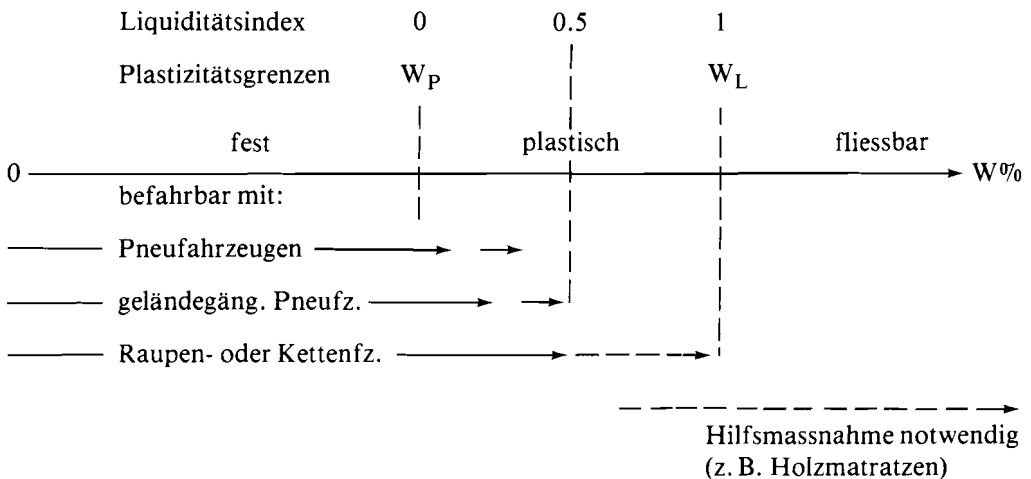 Liquiditätsindex 0 0.5 1
Plastizitätsgrenzen W_P W_L
fest plastisch fliessbar
0 W%
befahrbar mit:
Pneufahrzeugen
geländegäng. Pneufz.
Raupen- oder Kettenfz.
Hilfsmassnahme notwendig
(z. B. Holzmatratzen)